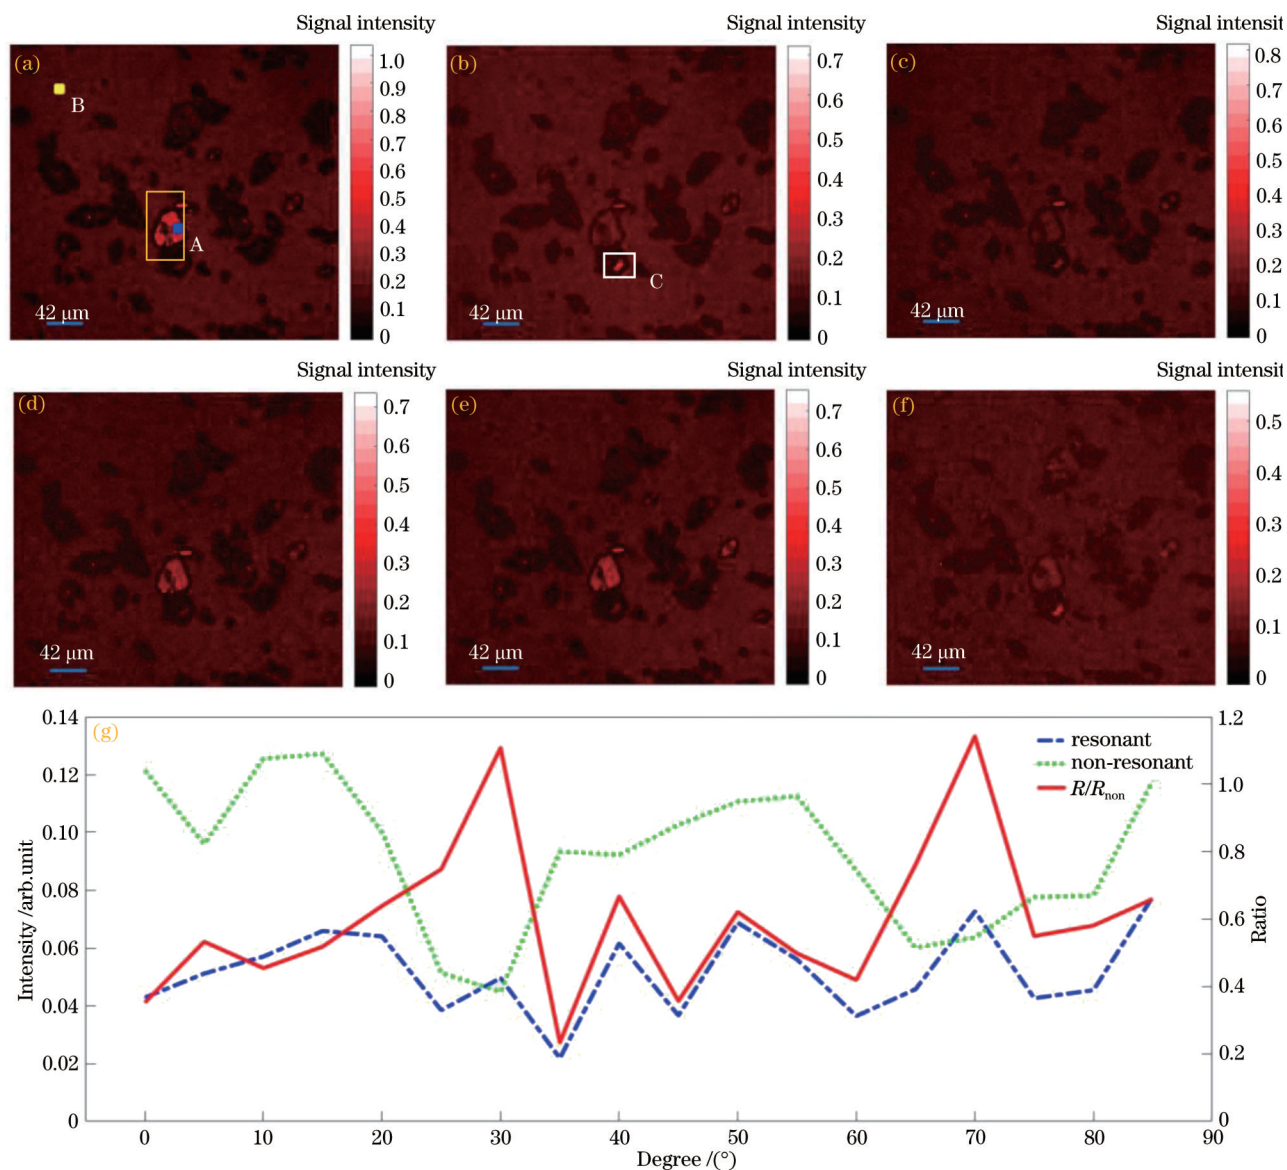 Signal intensity
Signal intensity
Signal intensit
(a)
1.0
0.9
0.8
0.7
0.6
0.5
0.4
0.3
0.2
0.1
0
B
A
42 μm
(b)
0.7
0.6
0.5
0.4
0.3
0.2
0.1
0
C
42 μm
(c)
0.8
0.7
0.6
0.5
0.4
0.3
0.2
0.1
0
42 μm
Signal intensity
Signal intensity
Signal intensit
(d)
0.7
0.6
0.5
0.4
0.3
0.2
0.1
0
42 μm
(e)
0.7
0.6
0.5
0.4
0.3
0.2
0.1
0
42 μm
(f)
0.5
0.4
0.3
0.2
0.1
0
42 μm
(g)
0.14
0.12
0.10
0.08
0.06
0.04
0.02
0
Intensity /arb.unit
resonant
non-resonant
R/Rnon
1.2
1.0
0.8
0.6
0.4
0.2
0
Ratio
0 10 20 30 40 50 60 70 80 90
Degree /(°)